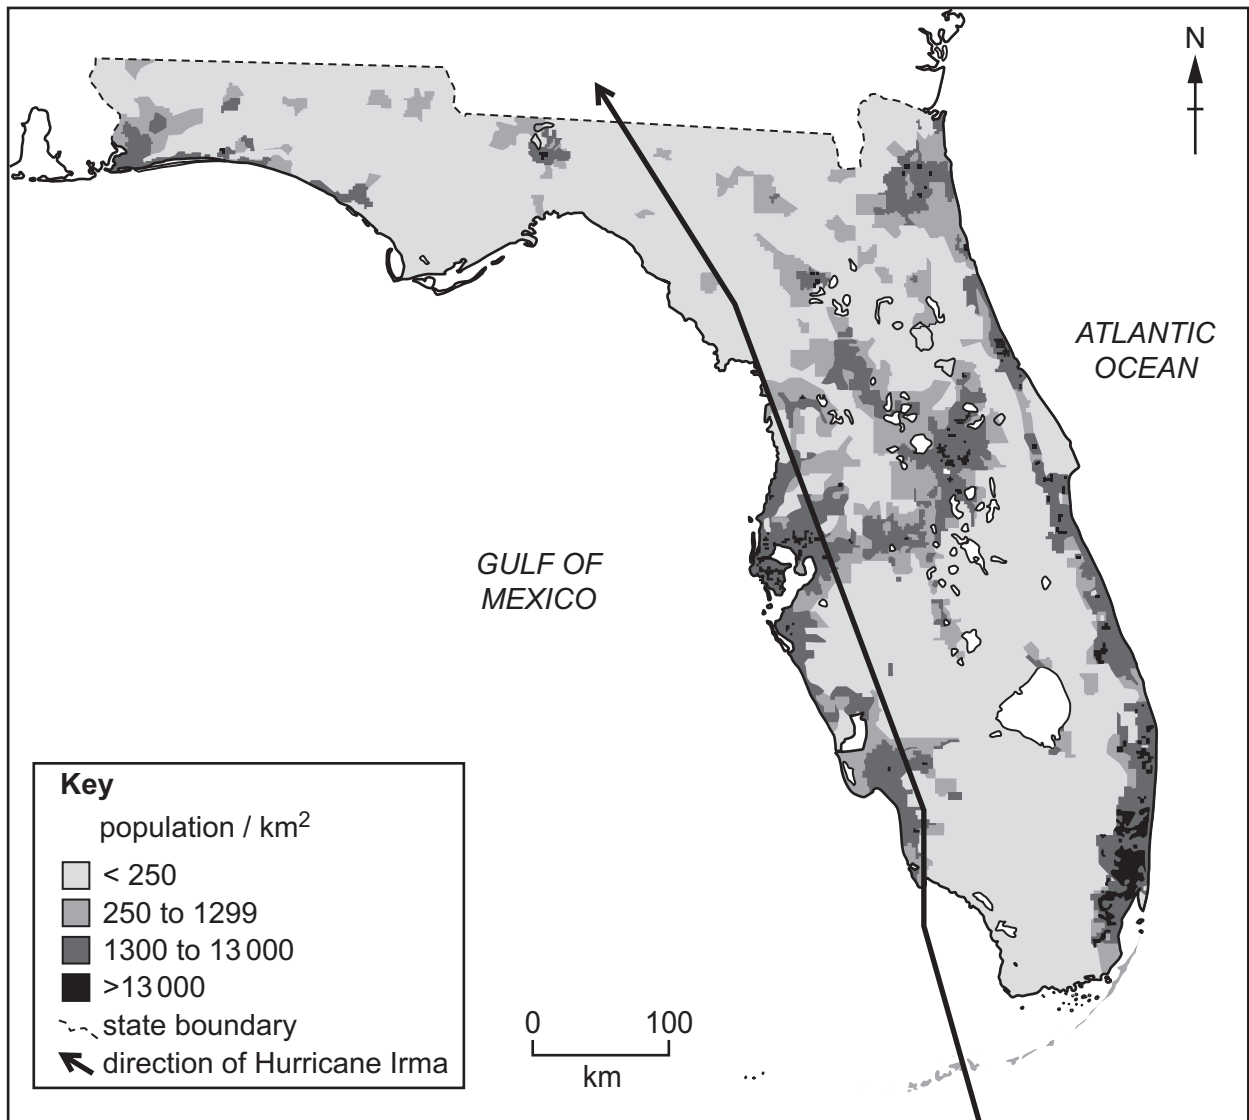 N
ATLANTIC
OCEAN
GULF OF
MEXICO
Key
population / km²
< 250
250 to 1299
1300 to 13 000
>13 000
state boundary
direction of Hurricane Irma
0 100
km